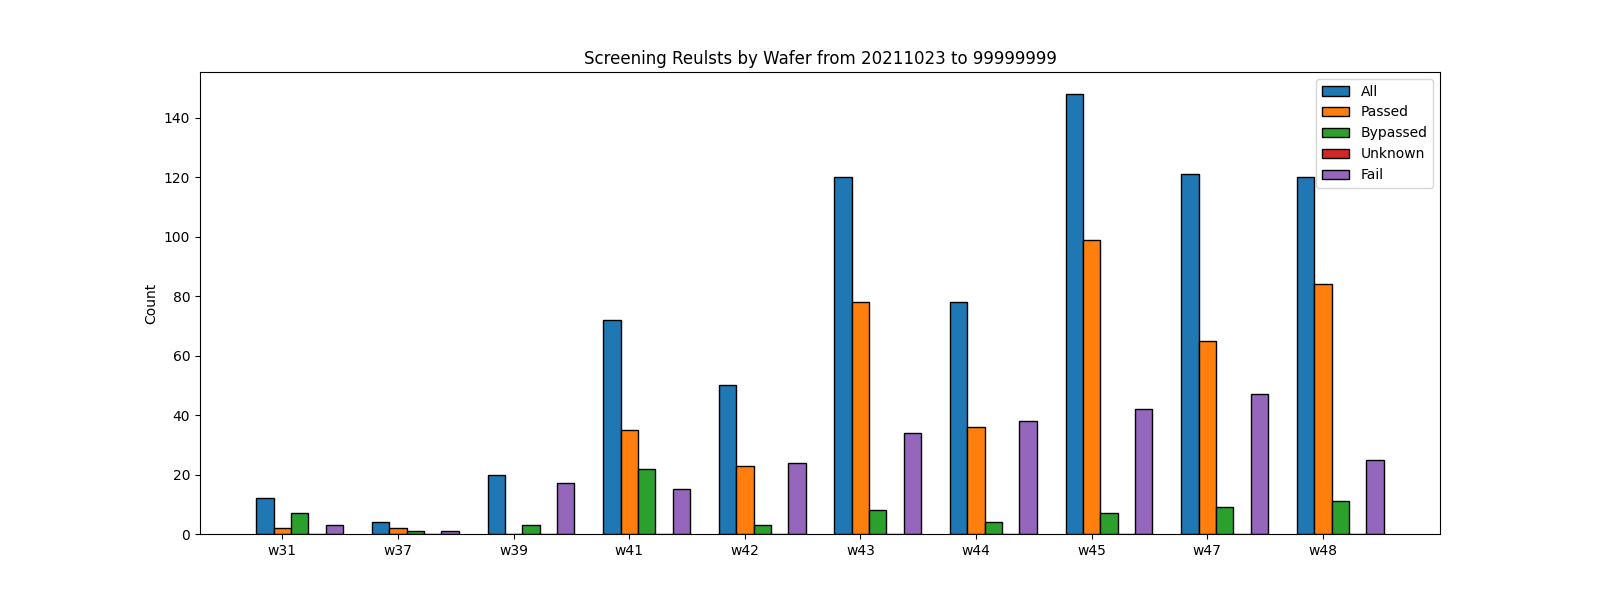 Screening Reulsts by Wafer from 20211023 to 99999999
All
Passed
Bypassed
Unknown
Fail
140
120
100
80
60
40
20
0
Count
w31 w37 w39 w41 w42 w43 w44 w45 w47 w48